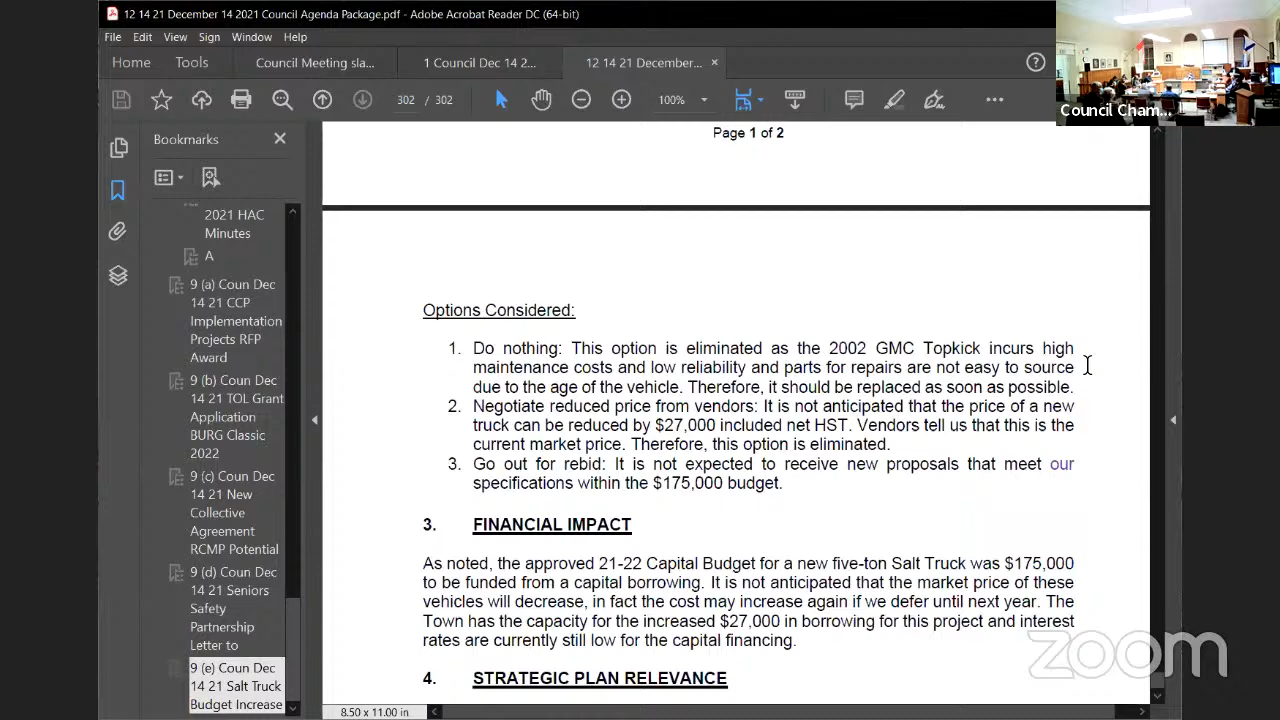 12 14 21 December 14 2021 Council Agenda Package.pdf - Adobe Acrobat Reader DC (64-bit)
File Edit View Sign Window Help
Home Tools Council Meeting sla... 1 Council Dec 14 2... 12 14 21 December... ×
302 / 302 100%
Council Cham...
Bookmarks
2021 HAC
Minutes
A
9 (a) Coun Dec
14 21 CCP
Implementation
Projects RFP
Award
9 (b) Coun Dec
14 21 TOL Grant
Application
BURG Classic
2022
9 (c) Coun Dec
14 21 New
Collective
Agreement
RCMP Potential
9 (d) Coun Dec
14 21 Seniors
Safety
Partnership
Letter to
9 (e) Coun Dec
14 21 Salt Truck
Budget Increase
Page 1 of 2
Options Considered:
1. Do nothing: This option is eliminated as the 2002 GMC Topkick incurs high
maintenance costs and low reliability and parts for repairs are not easy to source
due to the age of the vehicle. Therefore, it should be replaced as soon as possible.
2. Negotiate reduced price from vendors: It is not anticipated that the price of a new
truck can be reduced by $27,000 included net HST. Vendors tell us that this is the
current market price. Therefore, this option is eliminated.
3. Go out for rebid: It is not expected to receive new proposals that meet our
specifications within the $175,000 budget.
3. FINANCIAL IMPACT
As noted, the approved 21-22 Capital Budget for a new five-ton Salt Truck was $175,000
to be funded from a capital borrowing. It is not anticipated that the market price of these
vehicles will decrease, in fact the cost may increase again if we defer until next year. The
Town has the capacity for the increased $27,000 in borrowing for this project and interest
rates are currently still low for the capital financing.
4. STRATEGIC PLAN RELEVANCE
8.50 x 11.00 in
zoom